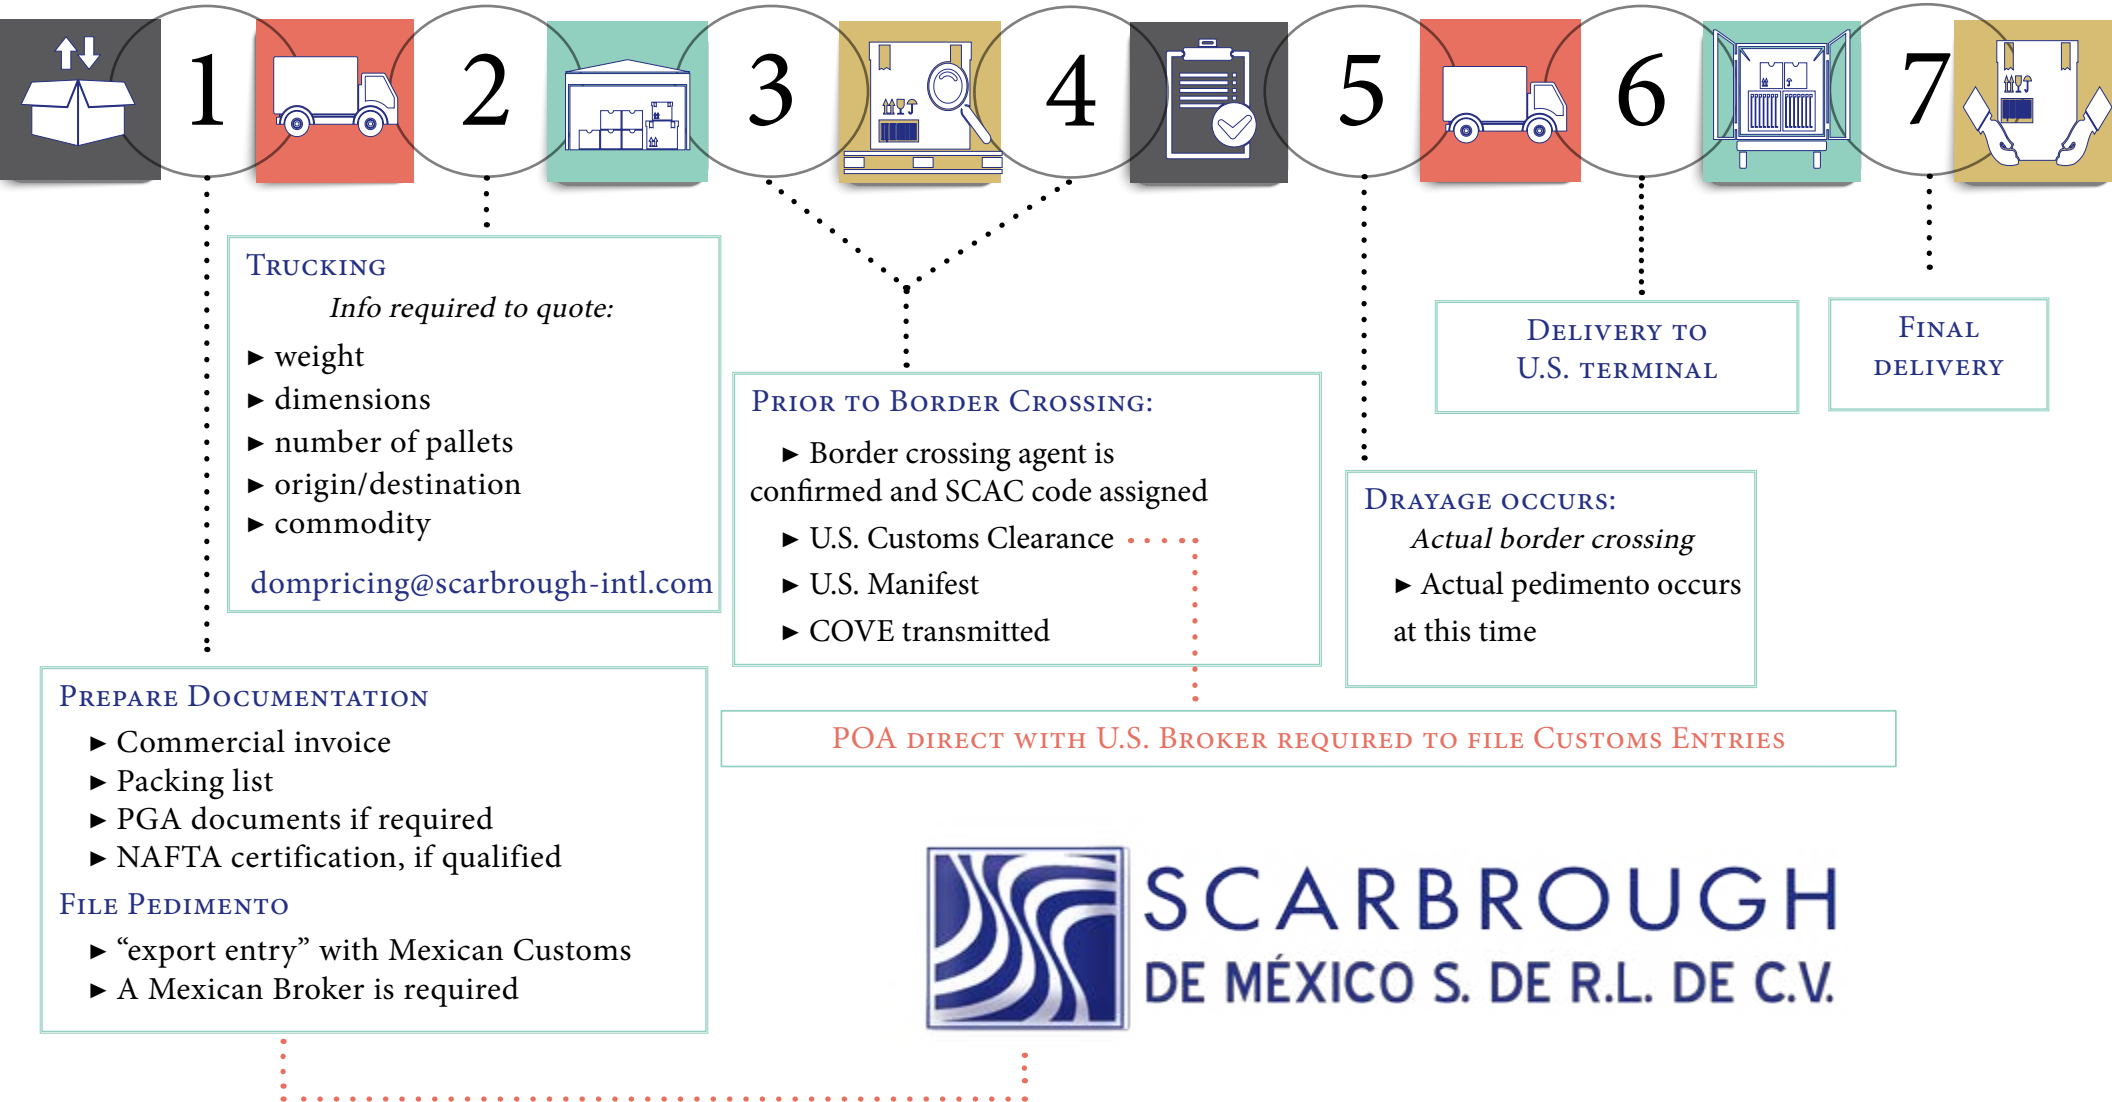 1
2
3
4
5
6
7
TRUCKING
Info required to quote:
► weight
► dimensions
► number of pallets
► origin/destination
► commodity
dompricing@scarbrough-intl.com
PREPARE DOCUMENTATION
► Commercial invoice
► Packing list
► PGA documents if required
► NAFTA certification, if qualified
FILE PEDIMENTO
► “export entry” with Mexican Customs
► A Mexican Broker is required
PRIOR TO BORDER CROSSING:
► Border crossing agent is
confirmed and SCAC code assigned
► U.S. Customs Clearance
► U.S. Manifest
► COVE transmitted
POA DIRECT WITH U.S. BROKER REQUIRED TO FILE CUSTOMS ENTRIES
DRAYAGE OCCURS:
Actual border crossing
► Actual pedimento occurs
at this time
DELIVERY TO
U.S. TERMINAL
FINAL
DELIVERY
SCARBROUGH
DE MÉXICO S. DE R.L. DE C.V.